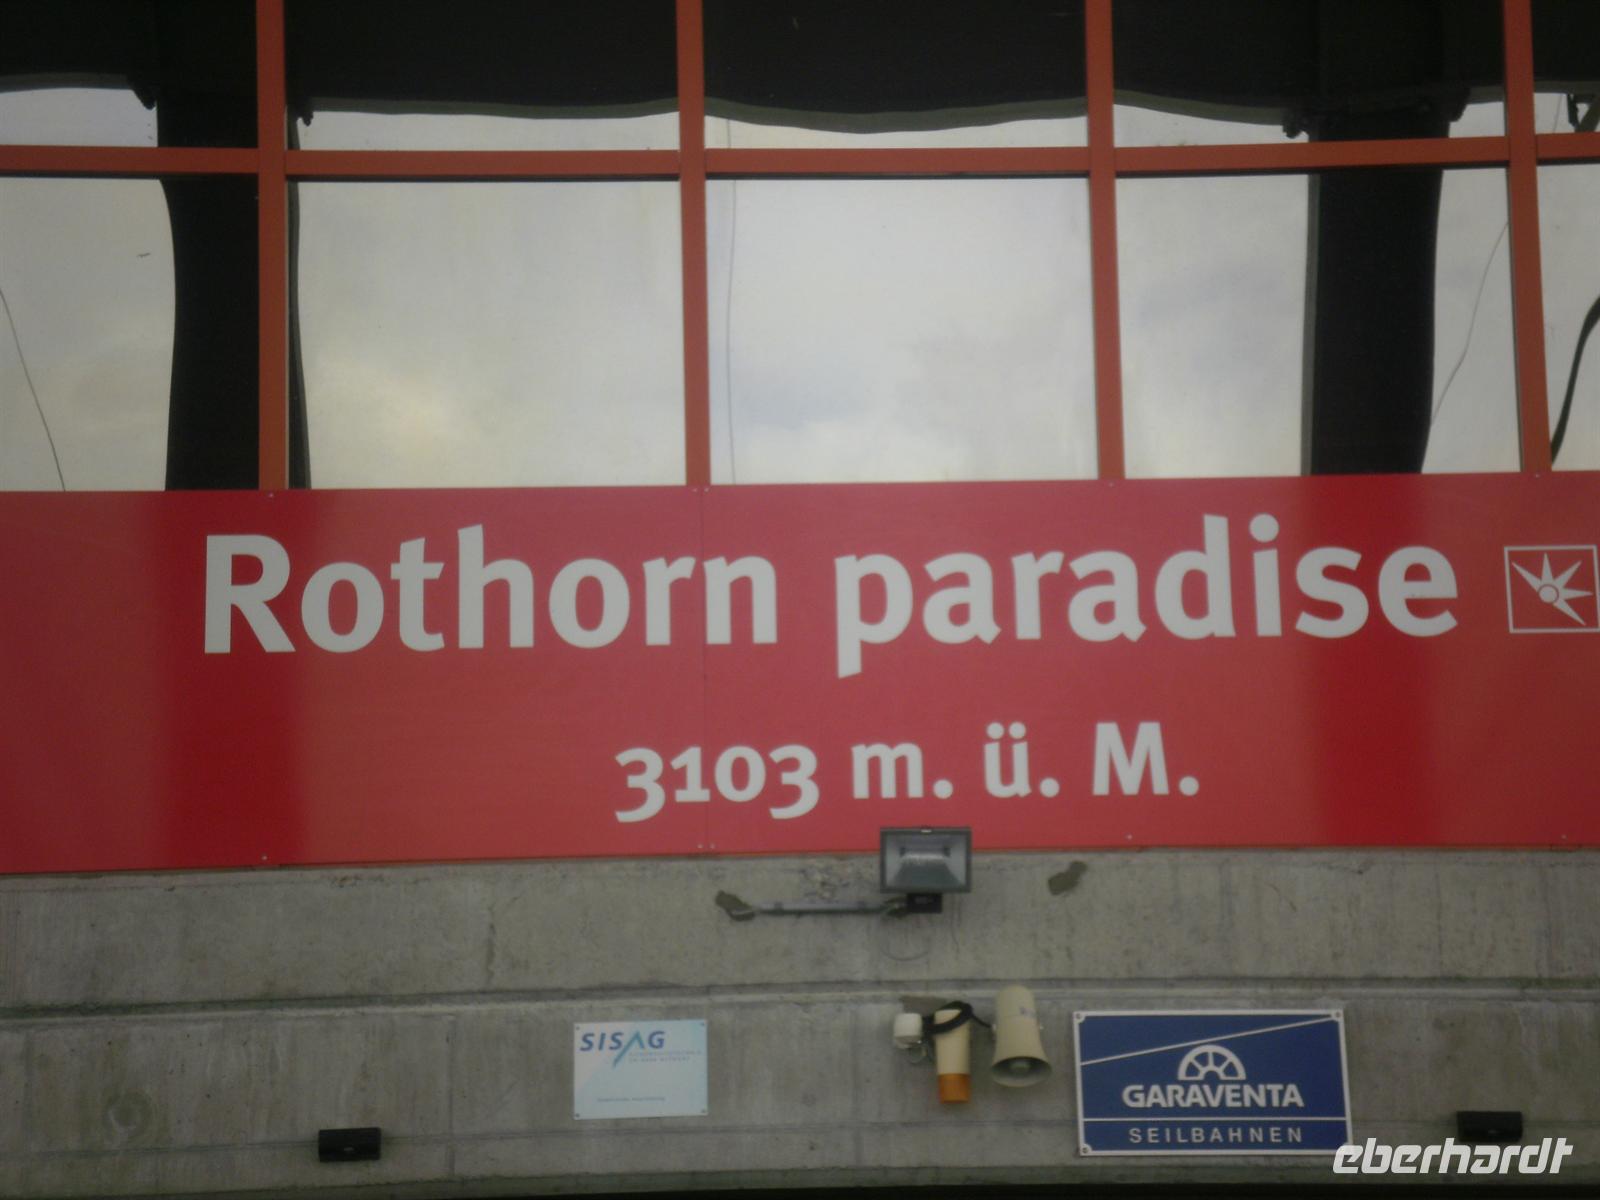 Rothorn paradise
3103 m. ü. M.
SISAG
GARAVENTA
SEILBAHNEN
eberhardt